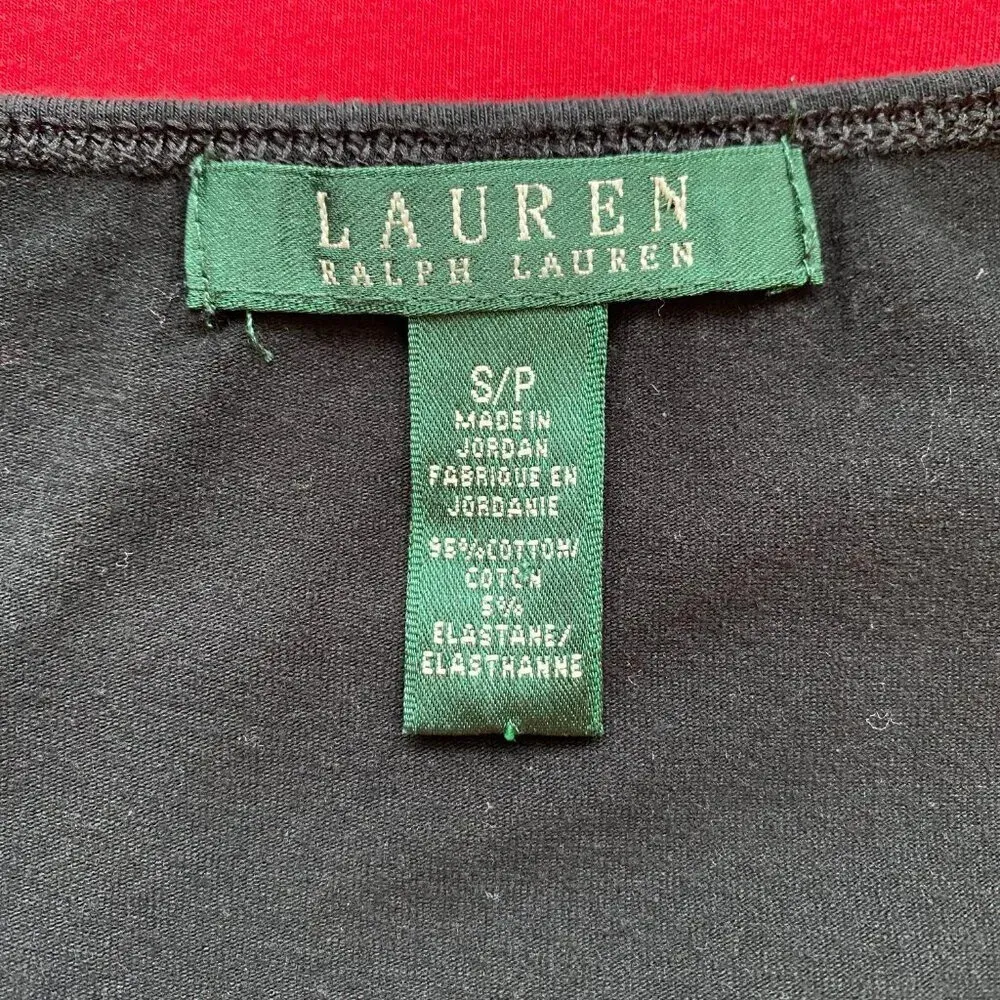 LAUREN
RALPH LAUREN
S/P
MADE IN
JORDAN
FABRIQUE EN
JORDANIE
95%COTTON/
COTON
5%
ELASTANE/
ELASTHANNE